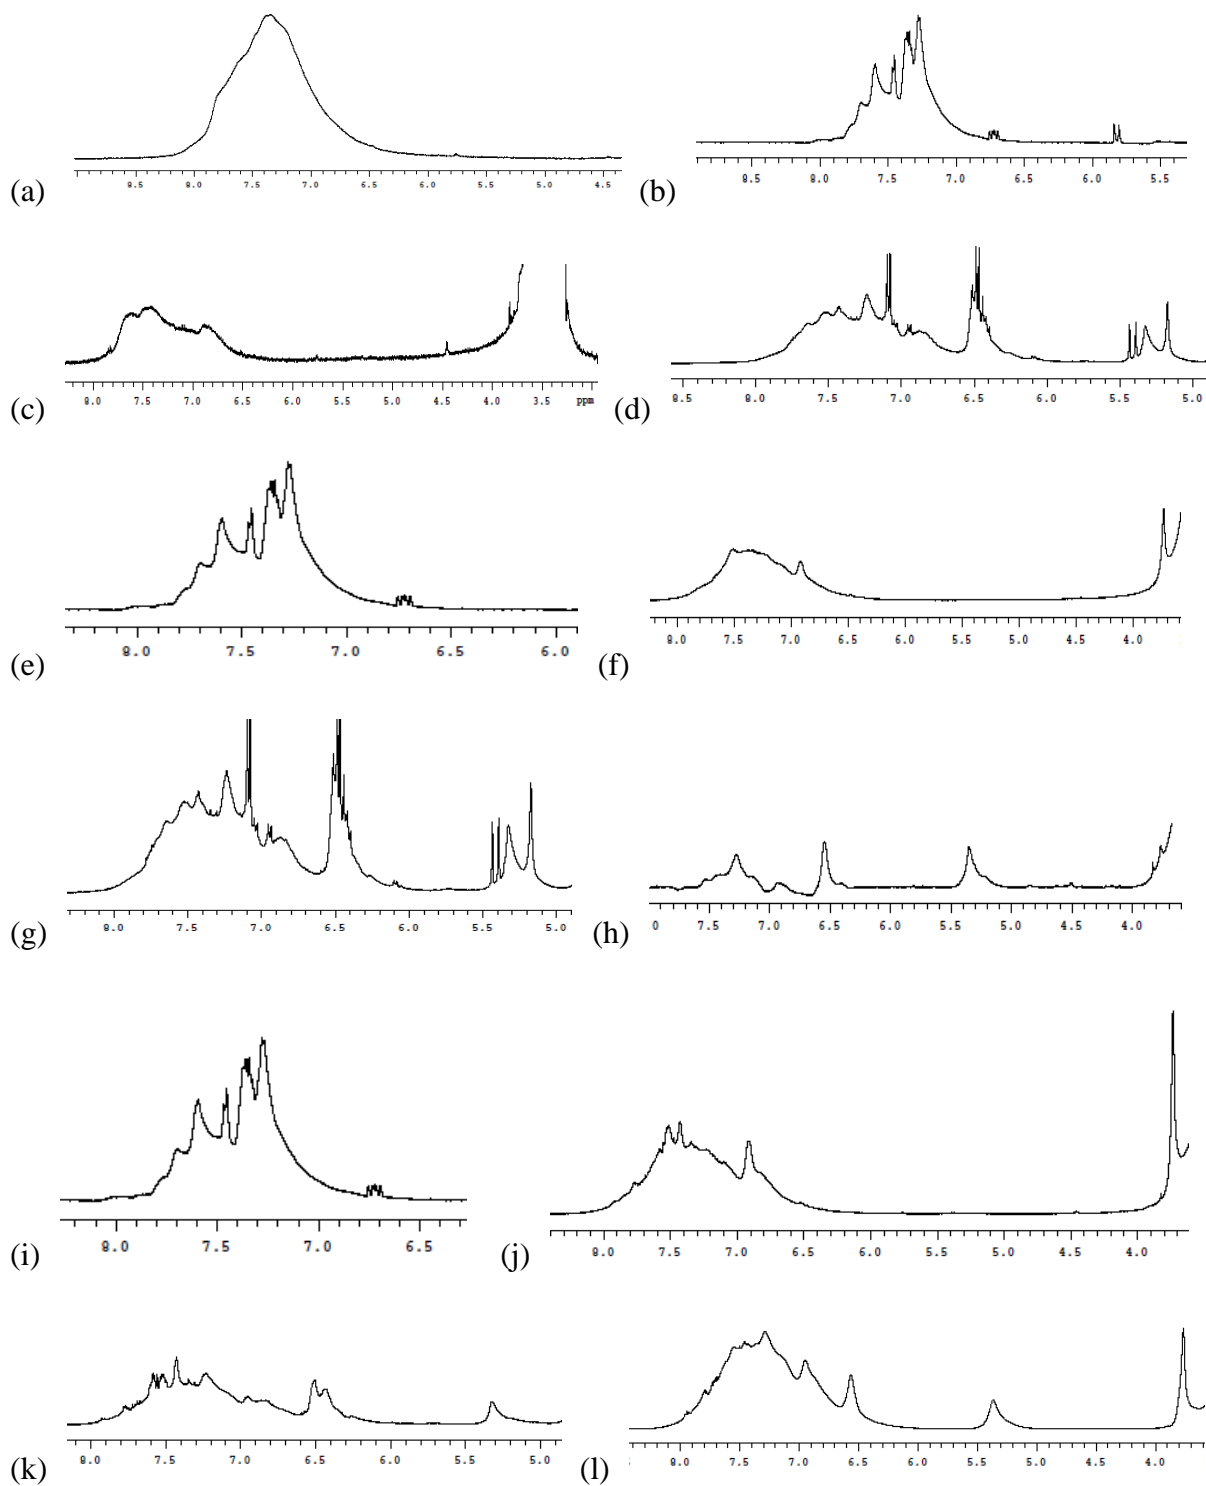 8.5 8.0 7.5 7.0 6.5 6.0 5.5 5.0 4.5
(a)
8.5 8.0 7.5 7.0 6.5 6.0 5.5
(b)
8.0 7.5 7.0 6.5 6.0 5.5 5.0 4.5 4.0 3.5 ppm
(c)
8.5 8.0 7.5 7.0 6.5 6.0 5.5 5.0
(d)
8.0 7.5 7.0 6.5 6.0
(e)
8.0 7.5 7.0 6.5 6.0 5.5 5.0 4.5 4.0
(f)
8.0 7.5 7.0 6.5 6.0 5.5 5.0
(g)
0 7.5 7.0 6.5 6.0 5.5 5.0 4.5 4.0
(h)
8.0 7.5 7.0 6.5
(i)
8.0 7.5 7.0 6.5 6.0 5.5 5.0 4.5 4.0
(j)
8.0 7.5 7.0 6.5 6.0 5.5 5.0
(k)
8.0 7.5 7.0 6.5 6.0 5.5 5.0 4.5 4.0
(l)